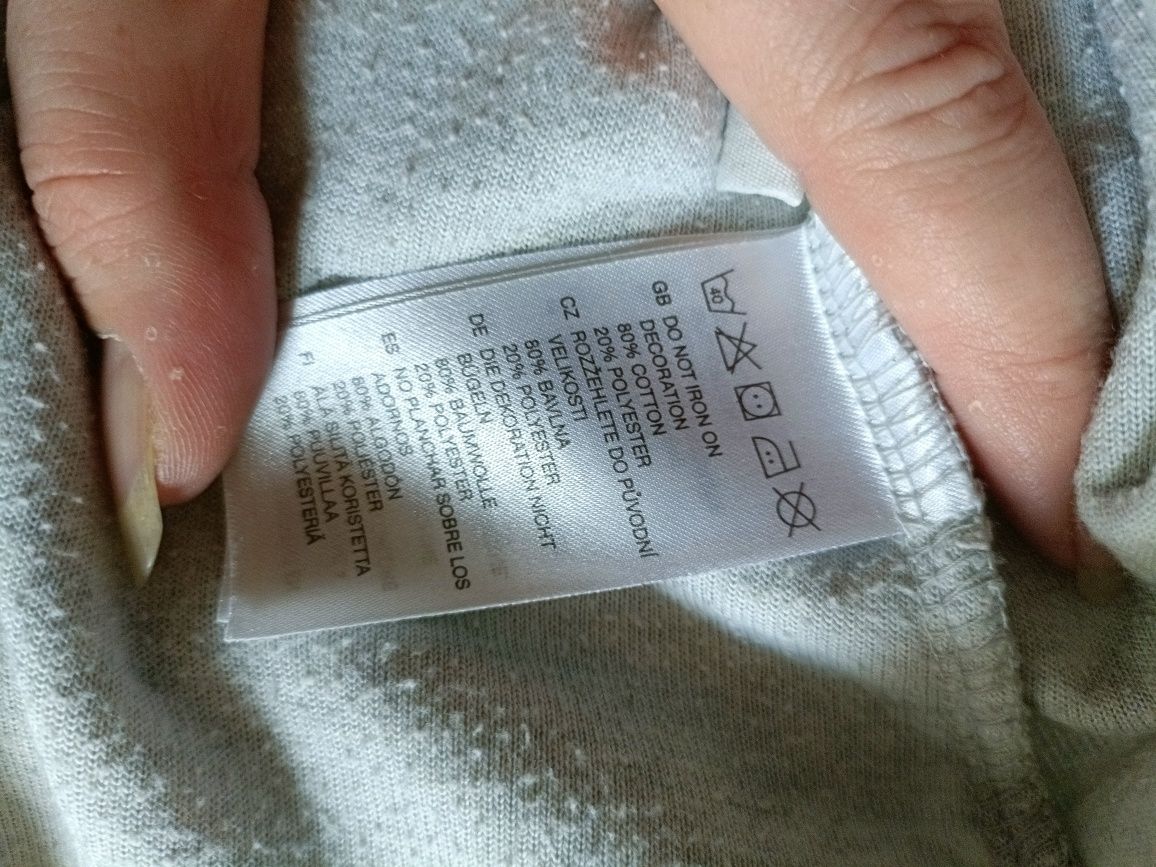 40
GB DO NOT IRON ON
DECORATION
80% COTTON
20% POLYESTER
CZ ROZŽEHLETE DO PŮVODNÍ
VELIKOSTI
80% BAVLNA
20% POLYESTER
DE DIE DEKORATION NICHT
BÜGELN
80% BAUMWOLLE
20% POLYESTER
ES NO PLANCHAR SOBRE LOS
ADORNOS
80% ALGODÓN
20% POLIÉSTER
FI ÄLÄ SILITÄ KORISTETTA
80% PUUVILLAA
20% POLYESTERIÄ